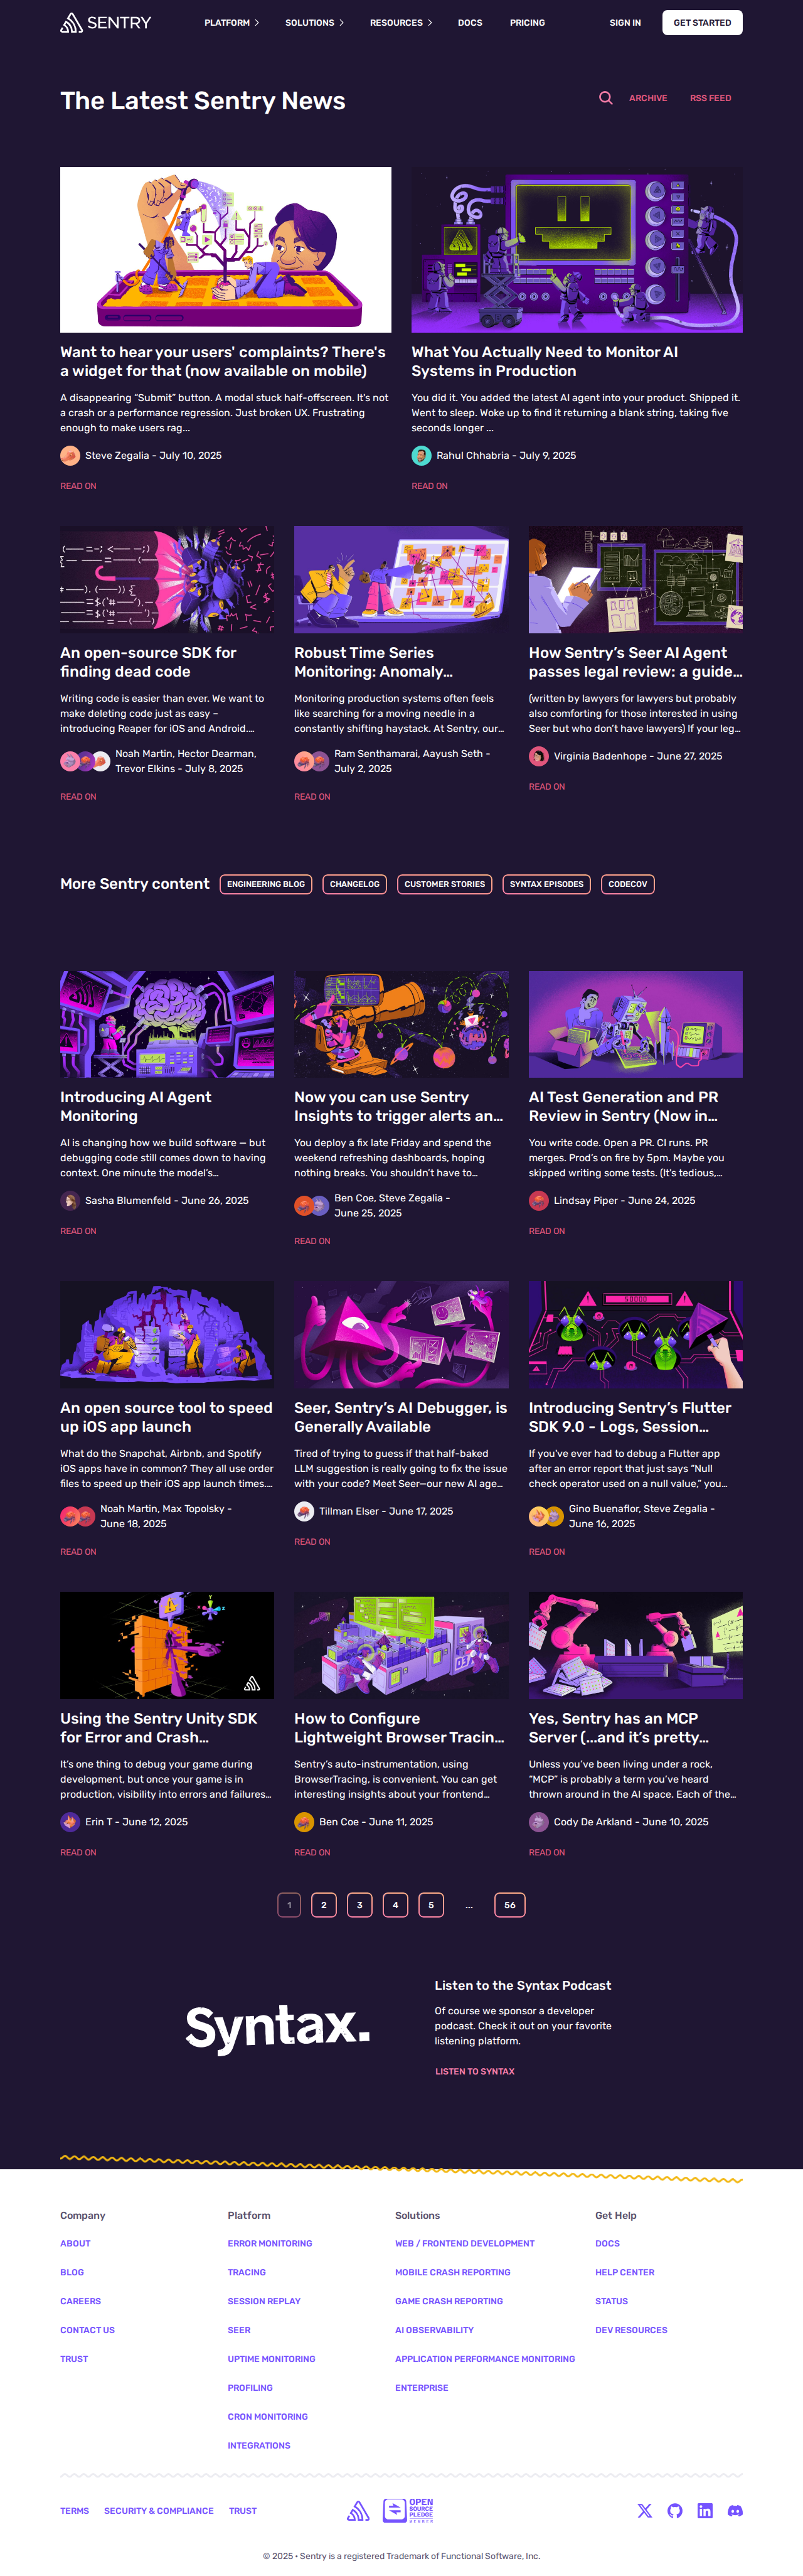 SENTRY
PLATFORM
SOLUTIONS
RESOURCES
DOCS
PRICING
SIGN IN
GET STARTED
The Latest Sentry News
ARCHIVE
RSS FEED
Want to hear your users' complaints? There's
a widget for that (now available on mobile)
A disappearing “Submit” button. A modal stuck half-offscreen. It’s not
a crash or a performance regression. Just broken UX. Frustrating
enough to make users rag...
Steve Zegalia - July 10, 2025
READ ON
What You Actually Need to Monitor AI
Systems in Production
You did it. You added the latest AI agent into your product. Shipped it.
Went to sleep. Woke up to find it returning a blank string, taking five
seconds longer ...
Rahul Chhabria - July 9, 2025
READ ON
An open-source SDK for
finding dead code
Writing code is easier than ever. We want to
make deleting code just as easy –
introducing Reaper for iOS and Android....
Noah Martin, Hector Dearman,
Trevor Elkins - July 8, 2025
READ ON
Robust Time Series
Monitoring: Anomaly...
Monitoring production systems often feels
like searching for a moving needle in a
constantly shifting haystack. At Sentry, our...
Ram Senthamarai, Aayush Seth -
July 2, 2025
READ ON
How Sentry’s Seer AI Agent
passes legal review: a guide...
(written by lawyers for lawyers but probably
also comforting for those interested in using
Seer but who don’t have lawyers) If your leg...
Virginia Badenhope - June 27, 2025
READ ON
More Sentry content
ENGINEERING BLOG
CHANGELOG
CUSTOMER STORIES
SYNTAX EPISODES
CODECOV
Introducing AI Agent
Monitoring
AI is changing how we build software — but
debugging code still comes down to having
context. One minute the model’s...
Sasha Blumenfeld - June 26, 2025
READ ON
Now you can use Sentry
Insights to trigger alerts an...
You deploy a fix late Friday and spend the
weekend refreshing dashboards, hoping
nothing breaks. You shouldn’t have to...
Ben Coe, Steve Zegalia -
June 25, 2025
READ ON
AI Test Generation and PR
Review in Sentry (Now in...
You write code. Open a PR. CI runs. PR
merges. Prod’s on fire by 5pm. Maybe you
skipped writing some tests. (It’s tedious,...
Lindsay Piper - June 24, 2025
READ ON
An open source tool to speed
up iOS app launch
What do the Snapchat, Airbnb, and Spotify
iOS apps have in common? They all use order
files to speed up their iOS app launch times....
Noah Martin, Max Topolsky -
June 18, 2025
READ ON
Seer, Sentry’s AI Debugger, is
Generally Available
Tired of trying to guess if that half-baked
LLM suggestion is really going to fix the issue
with your code? Meet Seer—our new AI age...
Tillman Elser - June 17, 2025
READ ON
Introducing Sentry’s Flutter
SDK 9.0 - Logs, Session...
If you’ve ever had to debug a Flutter app
after an error report that just says “Null
check operator used on a null value,” you...
Gino Buenaflor, Steve Zegalia -
June 16, 2025
READ ON
Using the Sentry Unity SDK
for Error and Crash...
It’s one thing to debug your game during
development, but once your game is in
production, visibility into errors and failures...
Erin T - June 12, 2025
READ ON
How to Configure
Lightweight Browser Tracin...
Sentry’s auto-instrumentation, using
BrowserTracing, is convenient. You can get
interesting insights about your frontend...
Ben Coe - June 11, 2025
READ ON
Yes, Sentry has an MCP
Server (...and it’s pretty...
Unless you’ve been living under a rock,
“MCP” is probably a term you’ve heard
thrown around in the AI space. Each of the...
Cody De Arkland - June 10, 2025
READ ON
1
2
3
4
5
...
56
Syntax.
Listen to the Syntax Podcast
Of course we sponsor a developer
podcast. Check it out on your favorite
listening platform.
LISTEN TO SYNTAX
Company
ABOUT
BLOG
CAREERS
CONTACT US
TRUST
Platform
ERROR MONITORING
TRACING
SESSION REPLAY
SEER
UPTIME MONITORING
PROFILING
CRON MONITORING
INTEGRATIONS
Solutions
WEB / FRONTEND DEVELOPMENT
MOBILE CRASH REPORTING
GAME CRASH REPORTING
AI OBSERVABILITY
APPLICATION PERFORMANCE MONITORING
ENTERPRISE
Get Help
DOCS
HELP CENTER
STATUS
DEV RESOURCES
TERMS
SECURITY & COMPLIANCE
TRUST
OPEN
SOURCE
PLEDGE
MEMBER
© 2025 • Sentry is a registered Trademark of Functional Software, Inc.